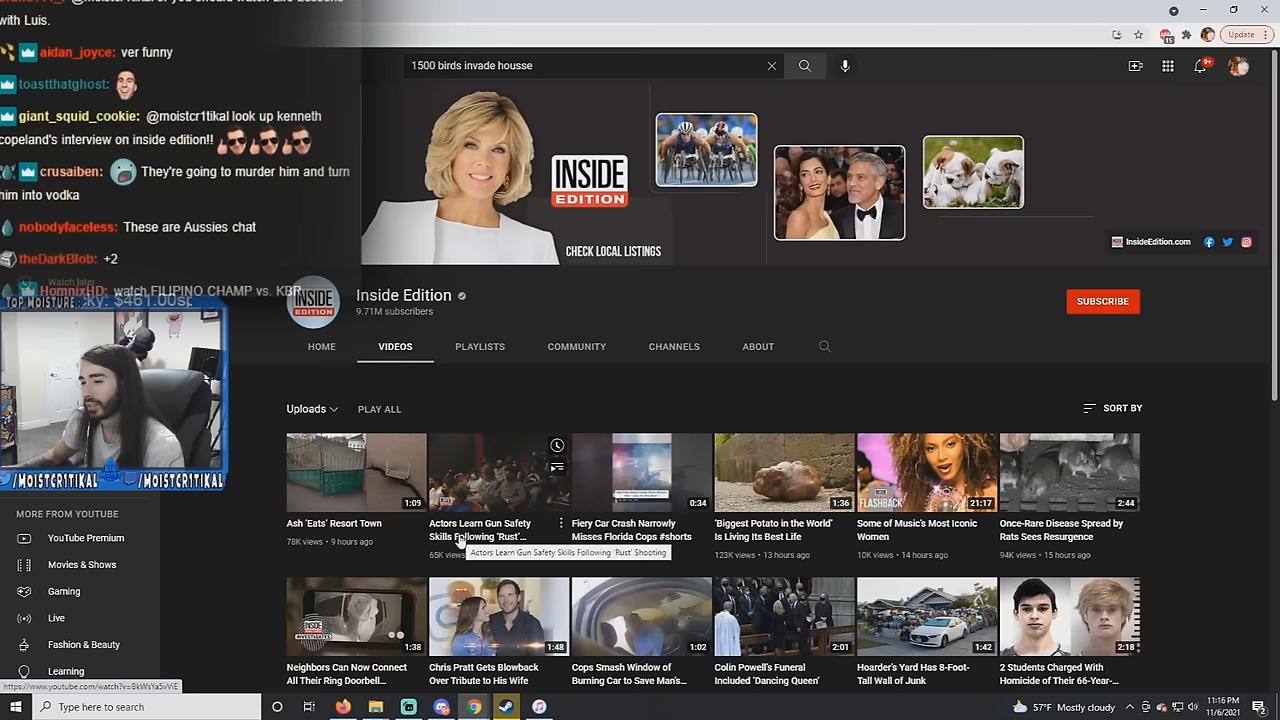 with Luis.
aidan_joyce: ver funny
toastthatghost:
giant_squid_cookie: @moistcr1tikal look up kenneth
copeland's interview on inside edition!!
crusaiben: They're going to murder him and turn
him into vodka
nobodyfaceless: These are Aussies chat
theDarkBlob: +2
Watch later
HomnixHD: watch FILIPINO CHAMP vs. KBR
TOP MOISTURE
$461.00
/MOISTCR1TIKAL /MOISTCR1TIKAL
Update
15
1500 birds invade housse
9+
INSIDE
EDITION
CHECK LOCAL LISTINGS
InsideEdition.com
INSIDE
EDITION
Inside Edition
9.71M subscribers
SUBSCRIBE
HOME VIDEOS PLAYLISTS COMMUNITY CHANNELS ABOUT
Uploads PLAY ALL SORT BY
1:09
Ash 'Eats' Resort Town
78K views • 9 hours ago
Actors Learn Gun Safety
Skills Following 'Rust'...
65K views
Actors Learn Gun Safety Skills Following 'Rust' Shooting
0:34
Fiery Car Crash Narrowly
Misses Florida Cops #shorts
1:36
'Biggest Potato in the World'
Is Living Its Best Life
123K views • 13 hours ago
FLASHBACK
21:17
Some of Music's Most Iconic
Women
10K views • 14 hours ago
2:44
Once-Rare Disease Spread by
Rats Sees Resurgence
94K views • 15 hours ago
1:38
Neighbors Can Now Connect
All Their Ring Doorbell...
1:48
Chris Pratt Gets Blowback
Over Tribute to His Wife
1:02
Cops Smash Window of
Burning Car to Save Man's...
2:01
Colin Powell's Funeral
Included 'Dancing Queen'
1:42
Hoarder's Yard Has 8-Foot-
Tall Wall of Junk
2:18
2 Students Charged With
Homicide of Their 66-Year-...
MORE FROM YOUTUBE
YouTube Premium
Movies & Shows
Gaming
Live
Fashion & Beauty
Learning
Type here to search
57°F Mostly cloudy
11:16 PM
11/6/2021
2